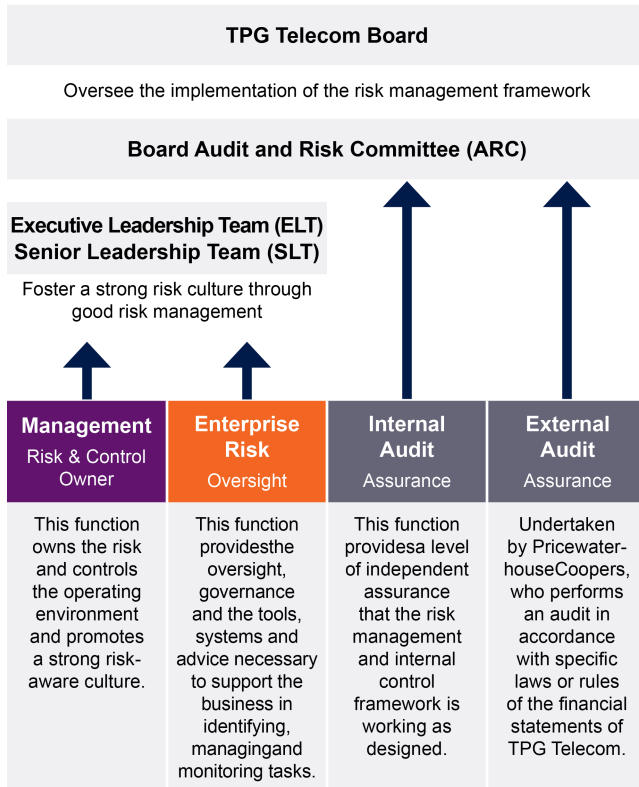 TPG Telecom Board
Oversee the implementation of the risk management framework
Board Audit and Risk Committee (ARC)
Executive Leadership Team (ELT)
Senior Leadership Team (SLT)
Foster a strong risk culture through
good risk management
Management
Risk & Control
Owner
This function
owns the risk
and controls
the operating
environment
and promotes
a strong risk-
aware culture.
Enterprise
Risk
Oversight
This function
providesthe
oversight,
governance
and the tools,
systems and
advice necessary
to support the
business in
identifying,
managingand
monitoring tasks.
Internal
Audit
Assurance
This function
providesa level
of independent
assurance
that the risk
management
and internal
control
framework is
working as
designed.
External
Audit
Assurance
Undertaken
by Pricewater-
houseCoopers,
who performs
an audit in
accordance
with specific
laws or rules
of the financial
statements of
TPG Telecom.